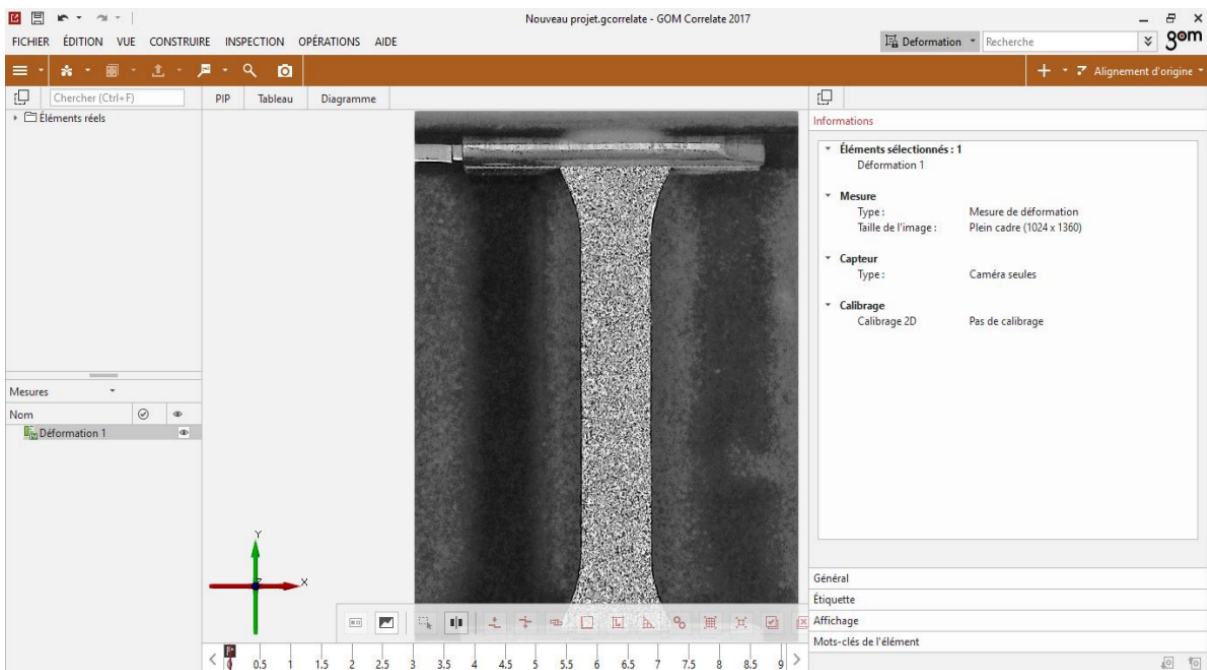 Nouveau projet.gcorrelate - GOM Correlate 2017
FICHIER ÉDITION VUE CONSTRUIRE INSPECTION OPÉRATIONS AIDE
Deformation Recherche
gom
Alignement d'origine
Chercher (Ctrl+F)
PIP Tableau Diagramme
Éléments réels
Informations
Éléments sélectionnés : 1
Déformation 1
Mesure
Type : Mesure de déformation
Taille de l'image : Plein cadre (1024 x 1360)
Capteur
Type : Caméra seules
Calibrage
Calibrage 2D Pas de calibrage
Mesures
Nom
Déformation 1
Y
X
Général
Étiquette
Affichage
Mots-clés de l'élément
0 0.5 1 1.5 2 2.5 3 3.5 4 4.5 5 5.5 6 6.5 7 7.5 8 8.5 9